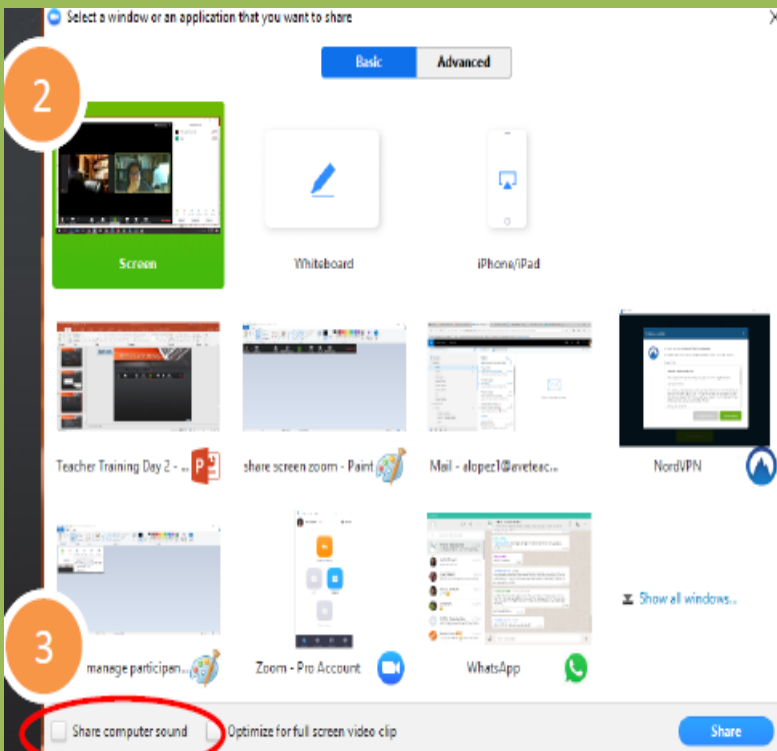 Select a window or an application that you want to share
Basic Advanced
2
Screen
Whiteboard
iPhone/iPad
Teacher Training Day 2 - ...
share screen zoom - Paint
Mail - alopez1@aveteac...
NordVPN
3
manage participan...
Zoom - Pro Account
WhatsApp
Show all windows...
Share computer sound
Optimize for full screen video clip
Share